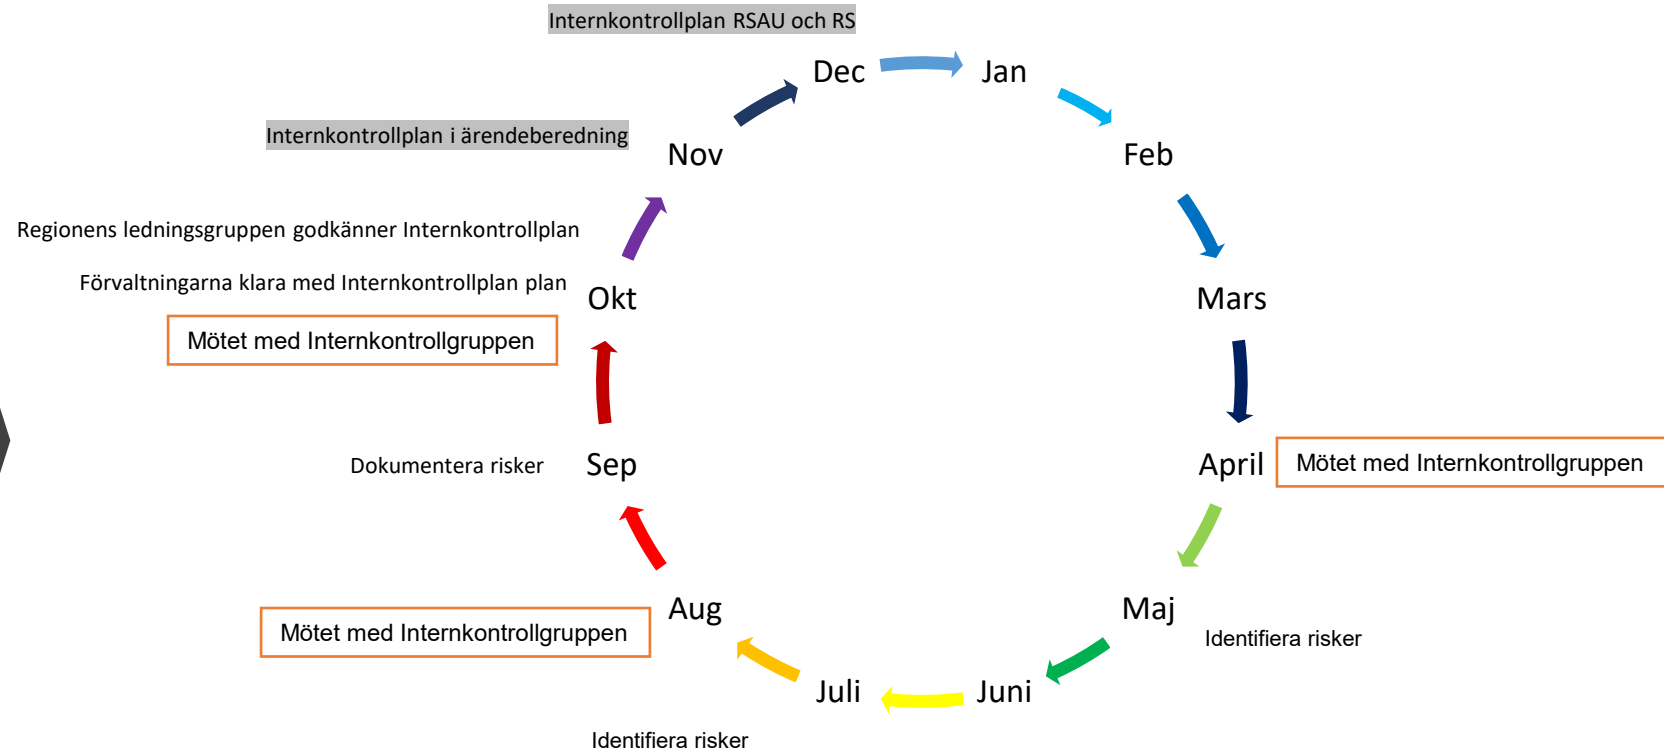 Internkontrollplan RSAU och RS
Dec
Jan
Internkontrollplan i ärendeberedning
Nov
Feb
Regionens ledningsgruppen godkänner Internkontrollplan
Förvaltningarna klara med Internkontrollplan plan
Okt
Mars
Mötet med Internkontrollgruppen
Dokumentera risker
Sep
April
Mötet med Internkontrollgruppen
Aug
Maj
Mötet med Internkontrollgruppen
Identifiera risker
Juli
Juni
Identifiera risker